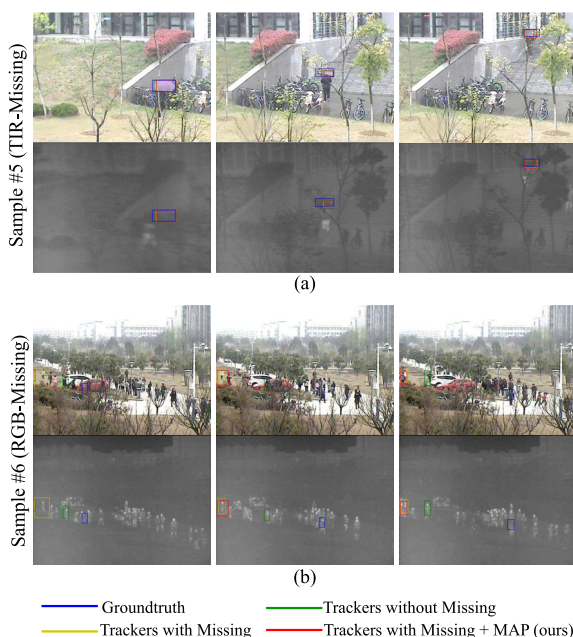 Sample #5 (TIR-Missing)
(a)
Sample #6 (RGB-Missing)
(b)
Groundtruth
Trackers without Missing
Trackers with Missing
Trackers with Missing + MAP (ours)